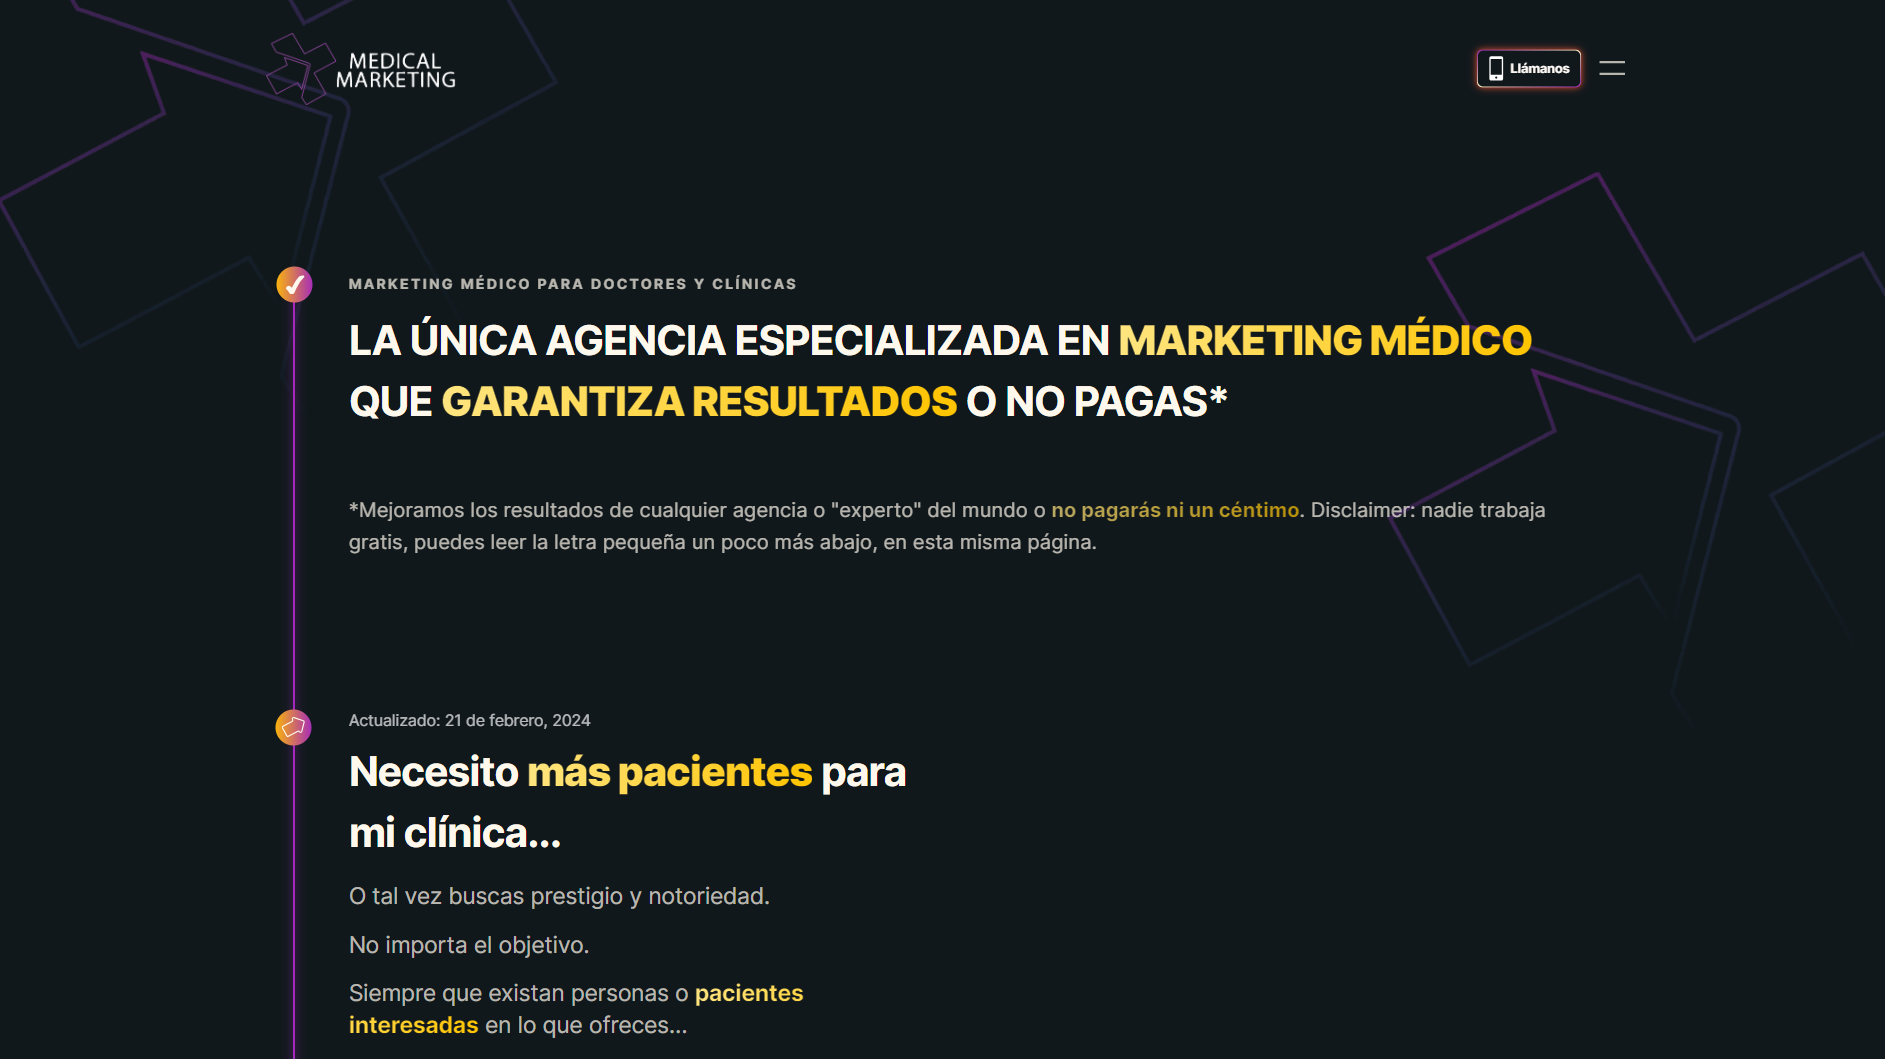 MEDICAL
MARKETING
Llámanos
MARKETING MÉDICO PARA DOCTORES Y CLÍNICAS
LA ÚNICA AGENCIA ESPECIALIZADA EN MARKETING MÉDICO
QUE GARANTIZA RESULTADOS O NO PAGAS*
*Mejoramos los resultados de cualquier agencia o "experto" del mundo o no pagarás ni un céntimo. Disclaimer: nadie trabaja
gratis, puedes leer la letra pequeña un poco más abajo, en esta misma página.
Actualizado: 21 de febrero, 2024
Necesito más pacientes para
mi clínica...
O tal vez buscas prestigio y notoriedad.
No importa el objetivo.
Siempre que existan personas o pacientes
interesadas en lo que ofreces...